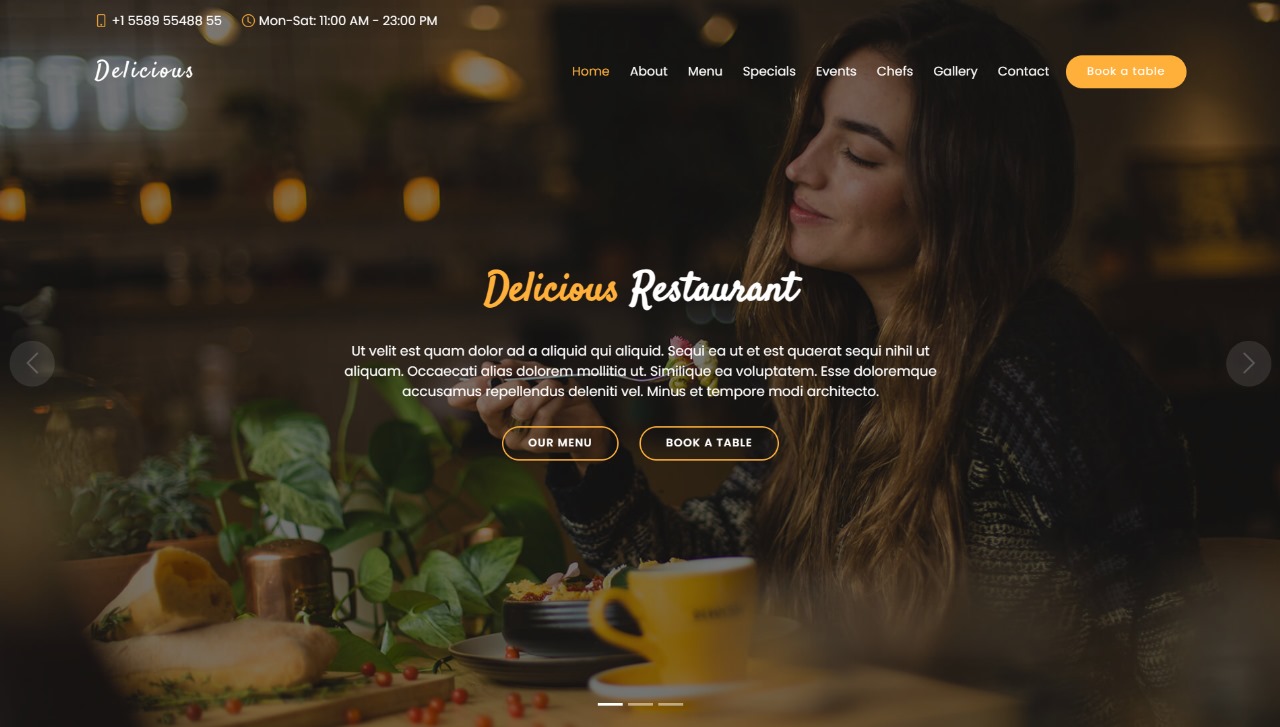 +1 5589 55488 55 Mon-Sat: 11:00 AM - 23:00 PM
Delicious
Home About Menu Specials Events Chefs Gallery Contact Book a table
Delicious Restaurant
Ut velit est quam dolor ad a aliquid qui aliquid. Sequi ea ut et est quaerat sequi nihil ut
aliquam. Occaecati alias dolorem mollitia ut. Similique ea voluptatem. Esse doloremque
accusamus repellendus deleniti vel. Minus et tempore modi architecto.
OUR MENU BOOK A TABLE